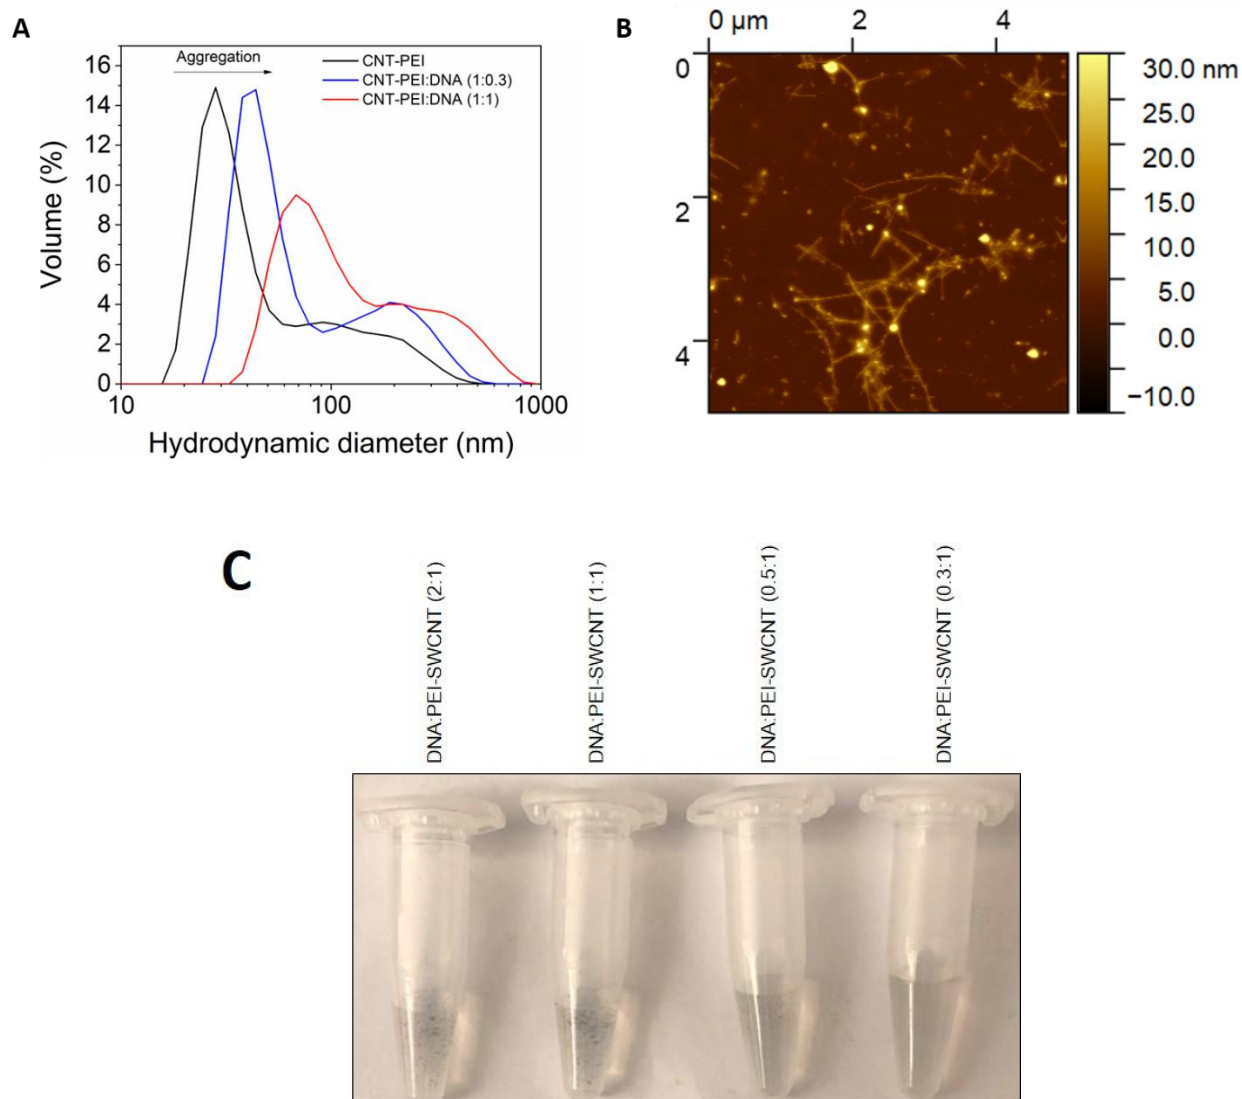 A
Aggregation
CNT-PEI
CNT-PEI:DNA (1:0.3)
CNT-PEI:DNA (1:1)
Volume (%)
16
14
12
10
8
6
4
2
0
10
100
1000
Hydrodynamic diameter (nm)
B
0 µm
2
4
0
2
4
30.0 nm
25.0
20.0
15.0
10.0
5.0
0.0
−10.0
C
DNA:PEI-SWCNT (2:1)
DNA:PEI-SWCNT (1:1)
DNA:PEI-SWCNT (0.5:1)
DNA:PEI-SWCNT (0.3:1)